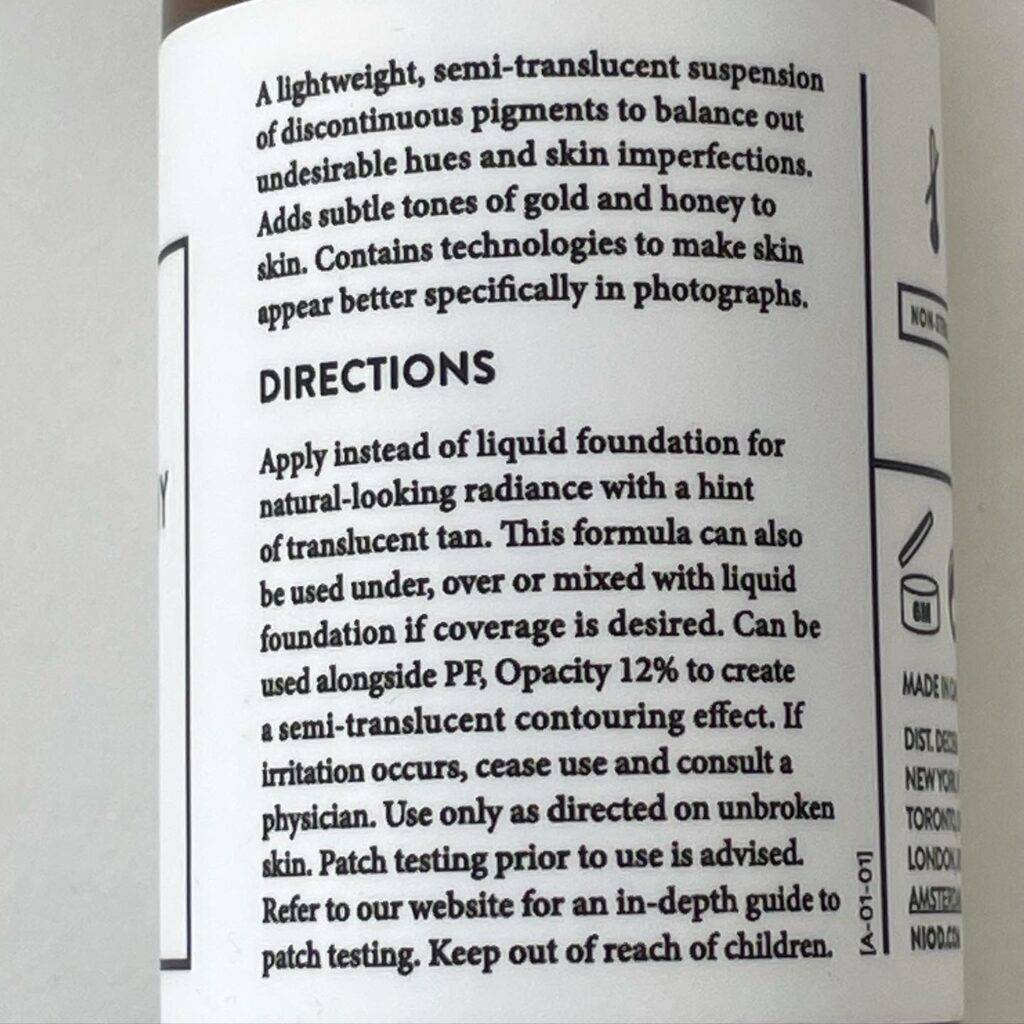 A lightweight, semi-translucent suspension
of discontinuous pigments to balance out
undesirable hues and skin imperfections.
Adds subtle tones of gold and honey to
skin. Contains technologies to make skin
appear better specifically in photographs.
DIRECTIONS
Apply instead of liquid foundation for
natural-looking radiance with a hint
of translucent tan. This formula can also
be used under, over or mixed with liquid
foundation if coverage is desired. Can be
used alongside PF, Opacity 12% to create
a semi-translucent contouring effect. If
irritation occurs, cease use and consult a
physician. Use only as directed on unbroken
skin. Patch testing prior to use is advised.
Refer to our website for an in-depth guide to
patch testing. Keep out of reach of children.
[A-01-01]
Y
6M
MADE
DIST.
NEW YORK
TORONTO,
LONDON,